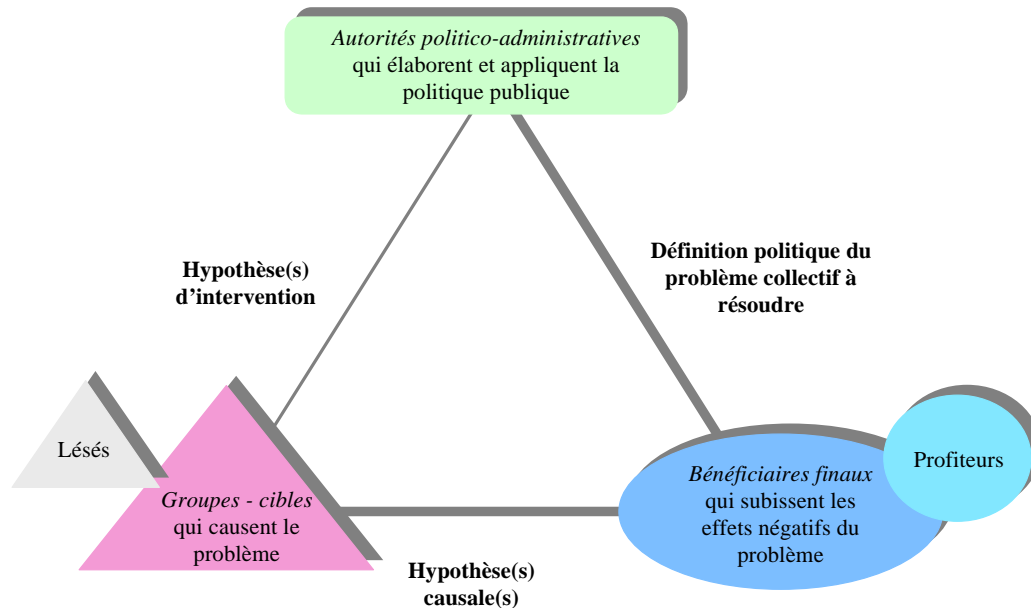 Autorités politico-administratives
qui élaborent et appliquent la
politique publique
Hypothèse(s)
d’intervention
Définition politique du
problème collectif à
résoudre
Lésés
Groupes - cibles
qui causent le
problème
Bénéficiaires finaux
qui subissent les
effets négatifs du
problème
Profiteurs
Hypothèse(s)
causale(s)